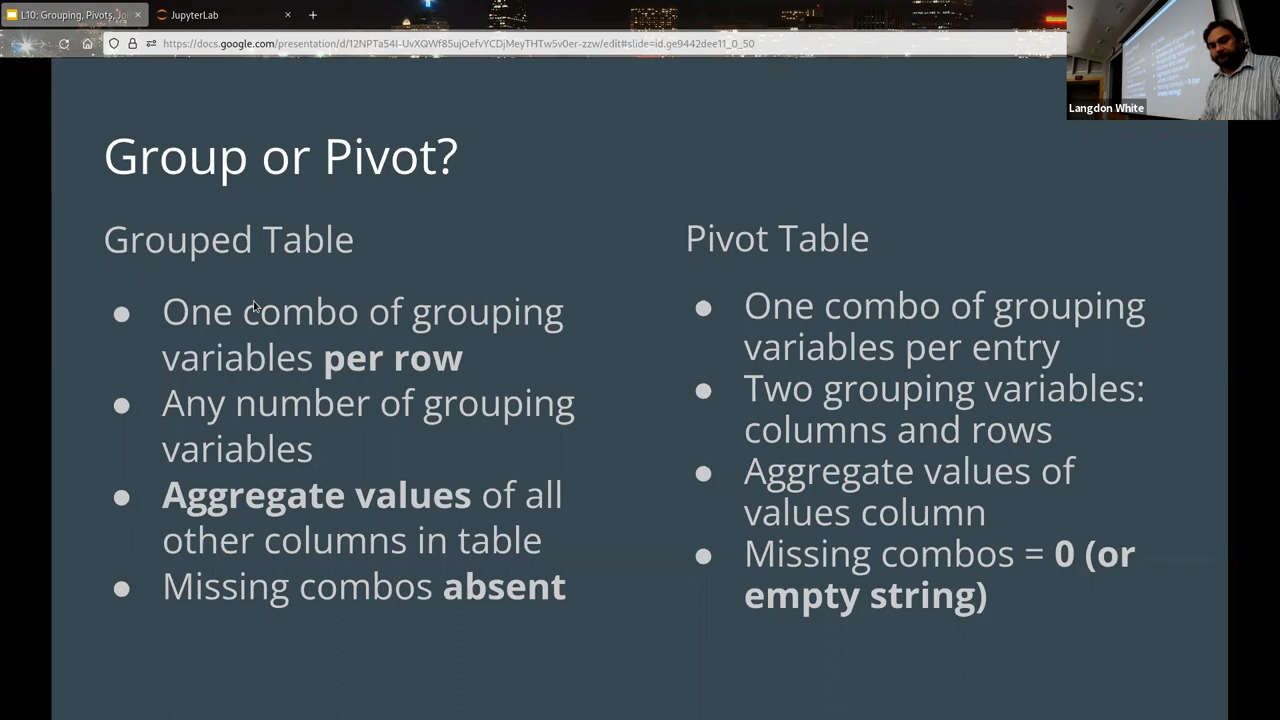 L10: Grouping, Pivots, Joi
JupyterLab
https://docs.google.com/presentation/d/12NPTa54I-UvXQWf85ujOefvYCDjMeyTHTw5v0er-zzw/edit#slide=id.ge9442dee11_0_50
Langdon White
Group or Pivot?
Grouped Table
● One combo of grouping
variables per row
● Any number of grouping
variables
● Aggregate values of all
other columns in table
● Missing combos absent
Pivot Table
● One combo of grouping
variables per entry
● Two grouping variables:
columns and rows
● Aggregate values of
values column
● Missing combos = 0 (or
empty string)